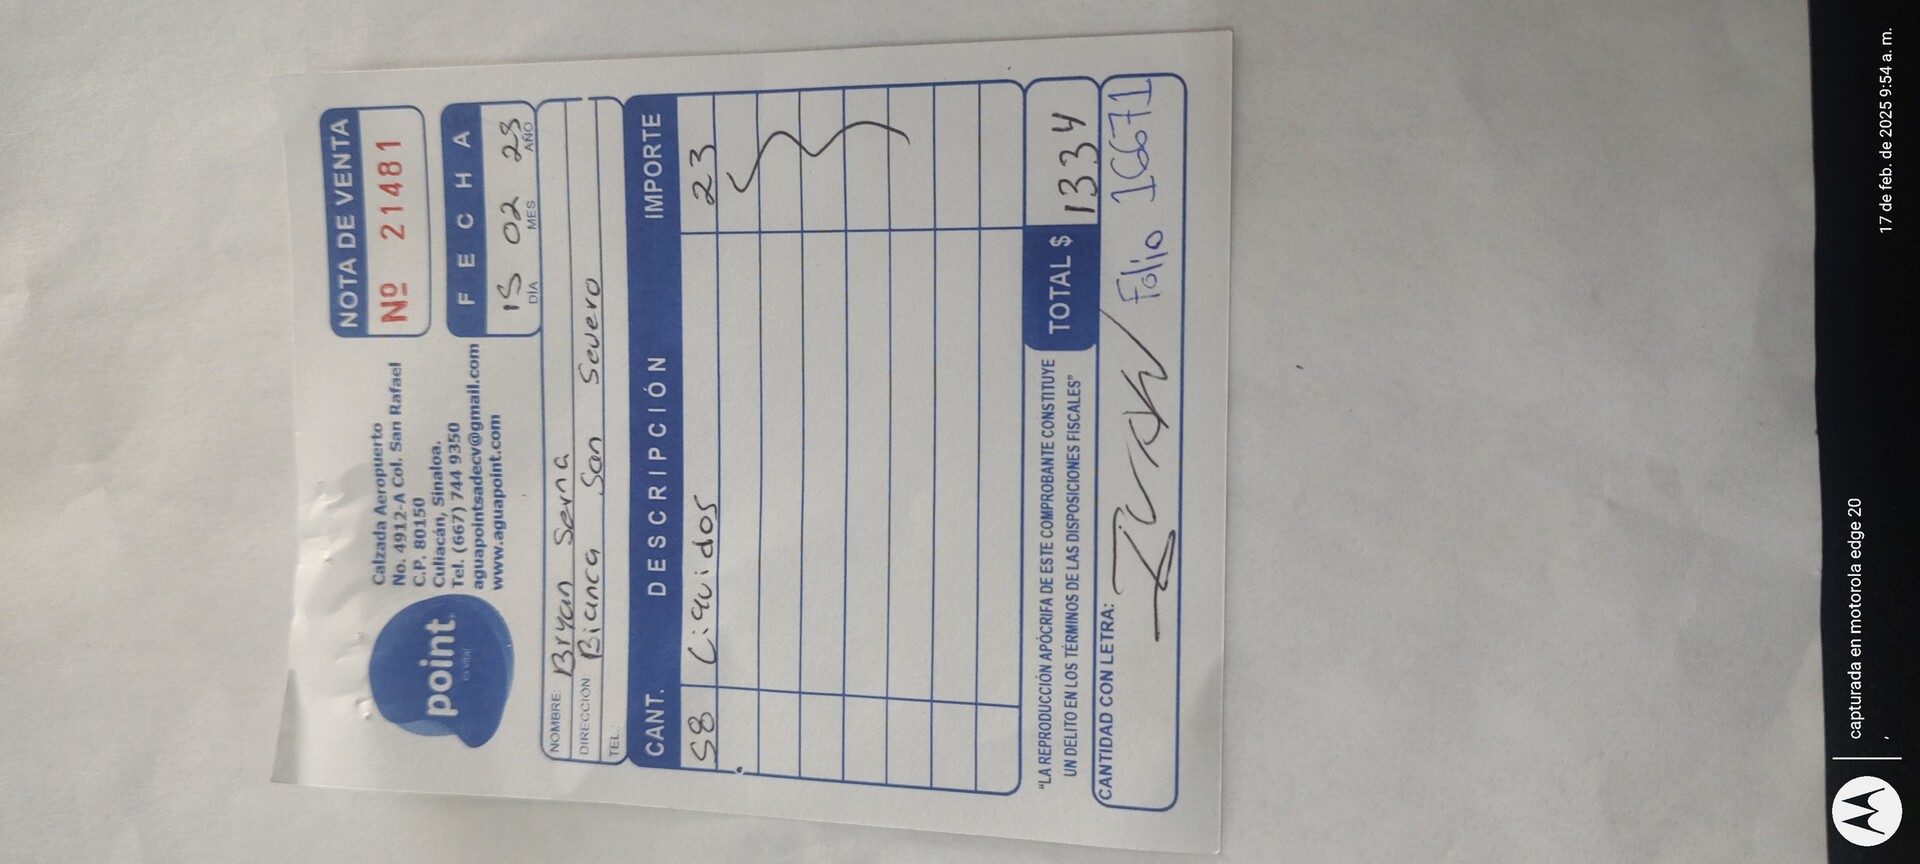 point
es vital
Calzada Aeropuerto
No. 4912-A Col. San Rafael
C.P. 80150
Culiacán, Sinaloa.
Tel. (667) 744 9350
aguapointsadecv@gmail.com
www.aguapoint.com
NOTA DE VENTA
Nº 21481
FECHA
15 02 23
DÍA MES AÑO
NOMBRE: Bryan Serna
DIRECCIÓN: Bianca San Severo
TEL:
CANT. DESCRIPCIÓN IMPORTE
58 Liquidos 23
"LA REPRODUCCIÓN APÓCRIFA DE ESTE COMPROBANTE CONSTITUYE
UN DELITO EN LOS TÉRMINOS DE LAS DISPOSICIONES FISCALES"
TOTAL $ 1334
CANTIDAD CON LETRA: Folio 16671
capturada en motorola edge 20
17 de feb. de 2025 9:54 a. m.